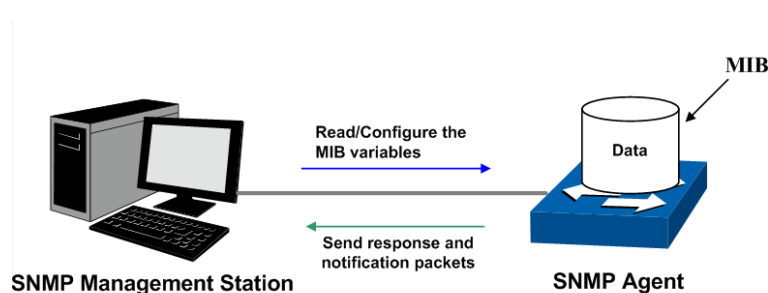 MIB
Read/Configure the
MIB variables
Data
Send response and
notification packets
SNMP Management Station
SNMP Agent